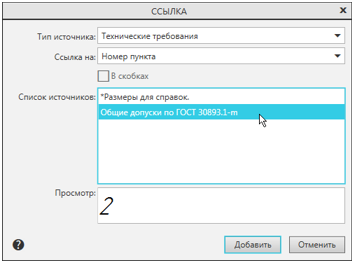 ССЫЛКА
Тип источника: Технические требования
Ссылка на: Номер пункта
В скобках
Список источников: *Размеры для справок.
Общие допуски по ГОСТ 30893.1-m
Просмотр: 2
Добавить Отменить